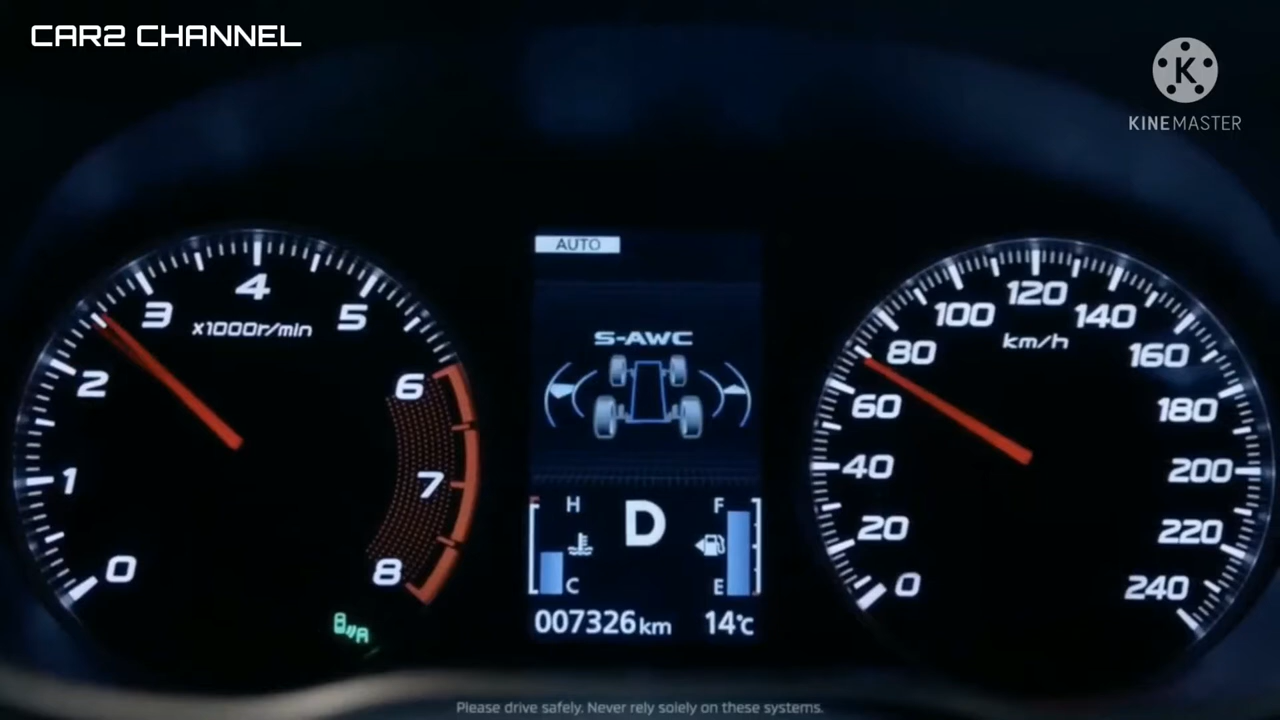 CAR2 CHANNEL
K
KINEMASTER
AUTO
S-AWC
0
1
2
3
4
5
6
7
8
x1000r/min
H
C
D
F
E
007326 km
14°C
0
20
40
60
80
100
120
140
160
180
200
220
240
km/h
A
Please drive safely. Never rely solely on these systems.